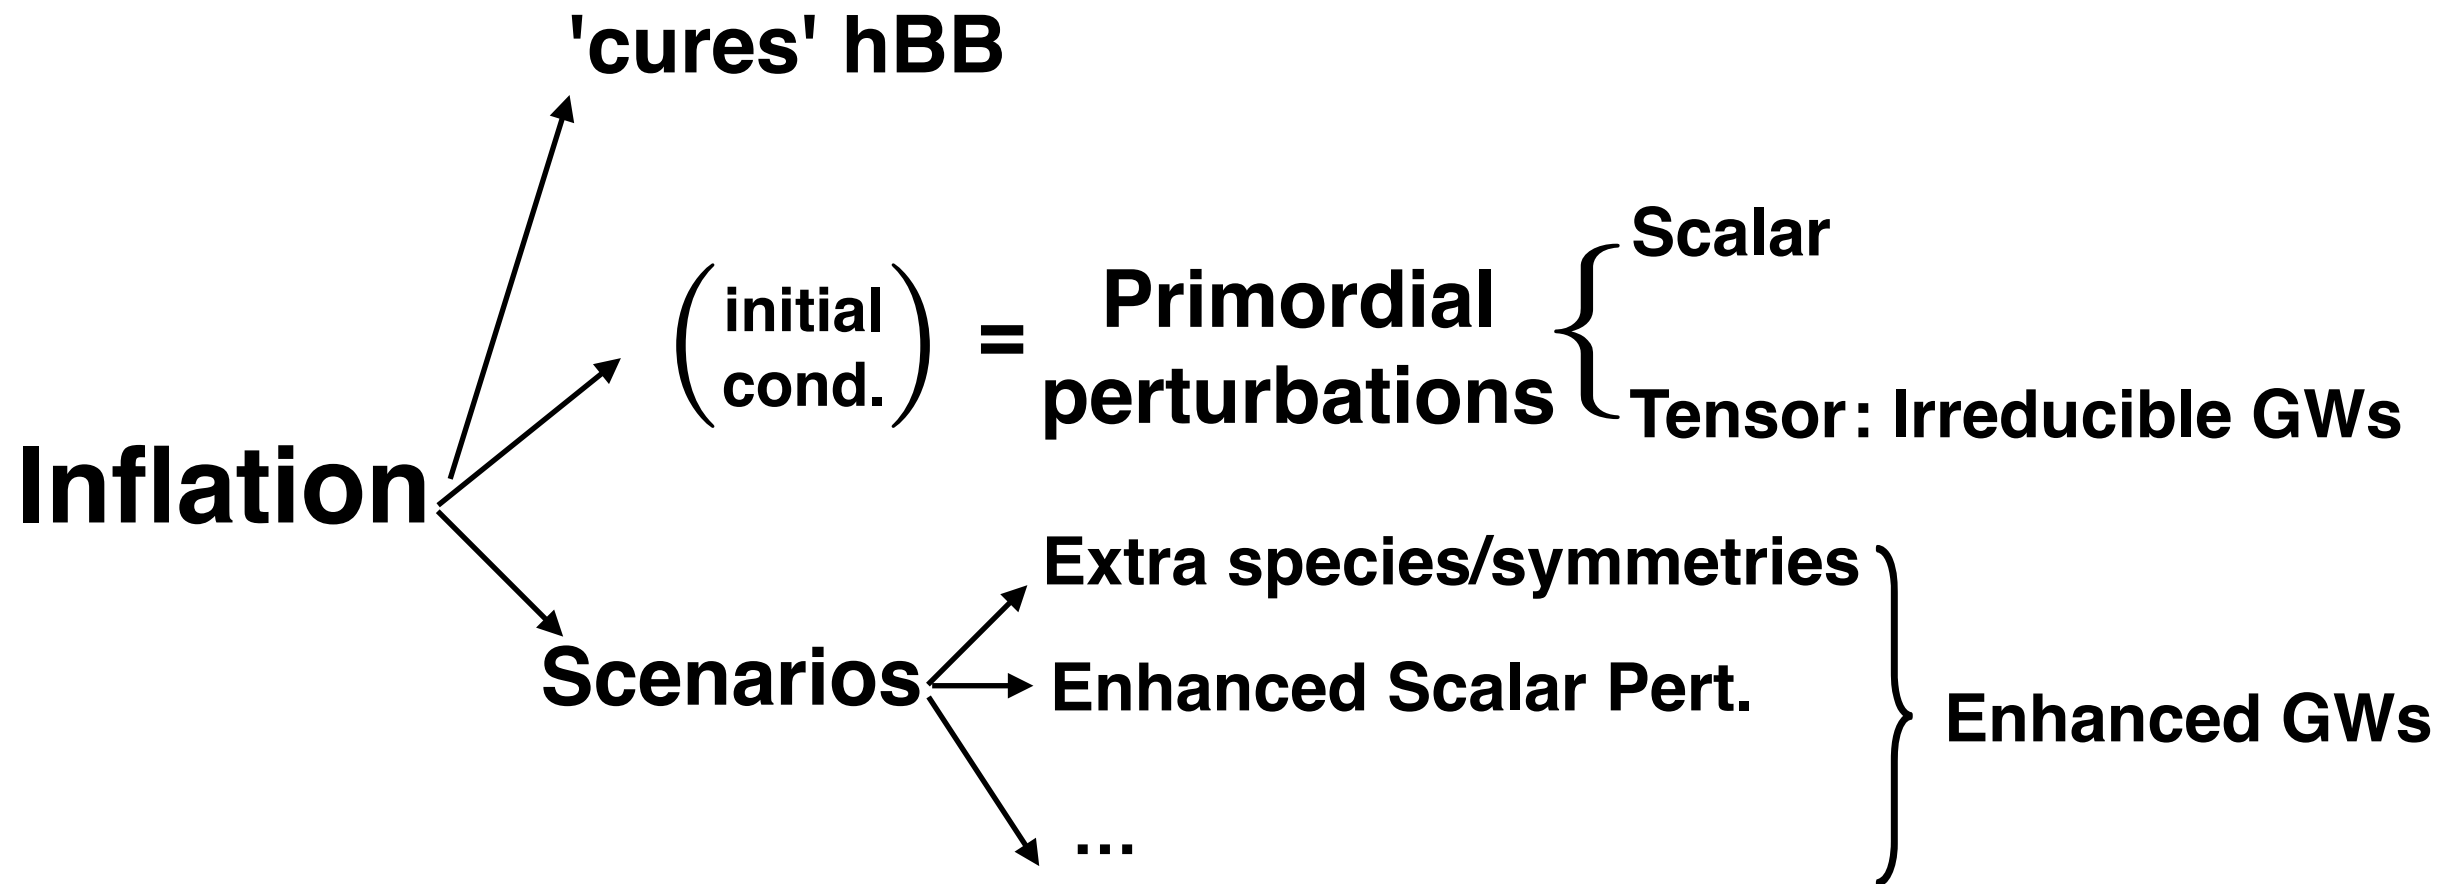 'cures' hBB
Inflation
(initial cond.) = Primordial perturbations
Scalar
Tensor: Irreducible GWs
Scenarios
Extra species/symmetries
Enhanced Scalar Pert.
...
Enhanced GWs